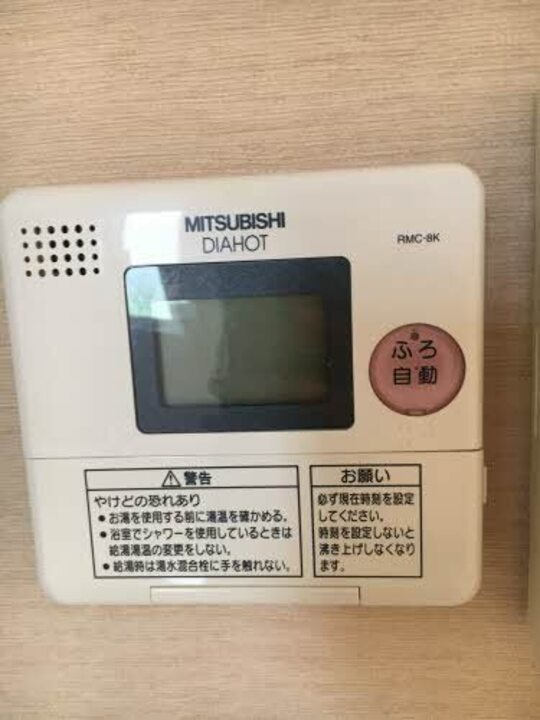 MITSUBISHI
DIAHOT
RMC-8K
ふろ
自動
警告
やけどの恐れあり
● お湯を使用する前に湯温を確かめる。
● 浴室でシャワーを使用しているときは
給湯湯温の変更をしない。
● 給湯時は湯水混合栓に手を触れない。
お願い
必ず現在時刻を設定
してください。
時刻を設定しないと
沸き上げしなくなり
ます。